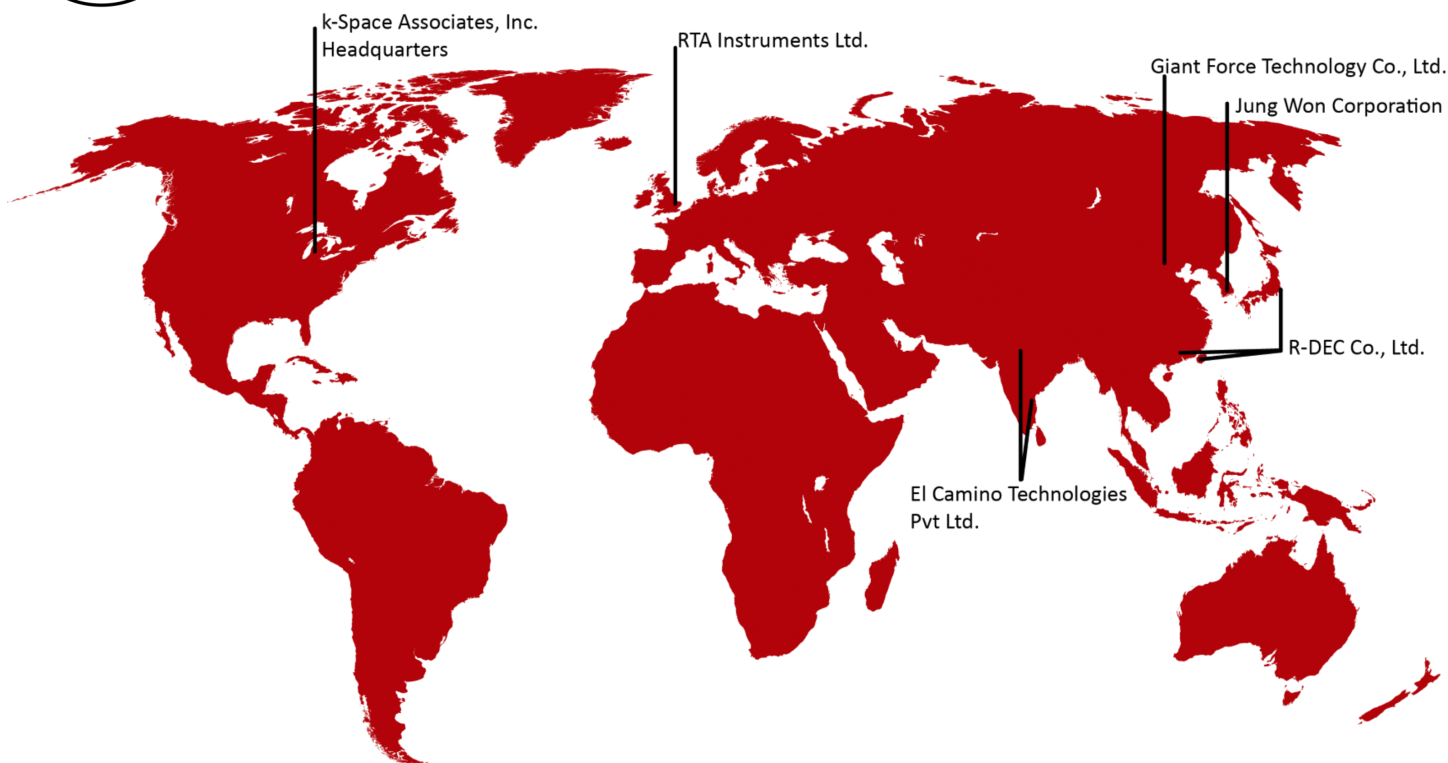 k-Space Associates, Inc.
Headquarters
RTA Instruments Ltd.
Giant Force Technology Co., Ltd.
Jung Won Corporation
R-DEC Co., Ltd.
El Camino Technologies
Pvt Ltd.